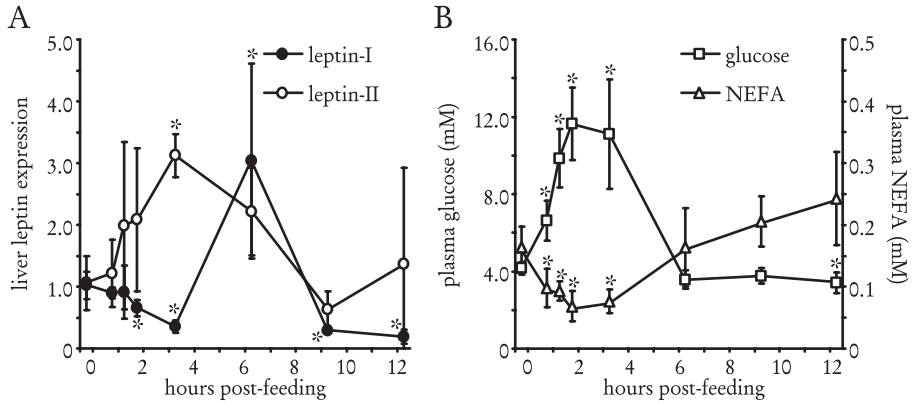 A
B
5.0
4.0
3.0
2.0
1.0
0
liver leptin expression
leptin-I
leptin-II
*
*
*
*
*
*
0 2 4 6 8 10 12
hours post-feeding
16.0
12.0
8.0
4.0
0
plasma glucose (mM)
glucose
NEFA
*
*
*
*
*
*
*
*
*
0.5
0.4
0.3
0.2
0.1
0
plasma NEFA (mM)
0 2 4 6 8 10 12
hours post-feeding